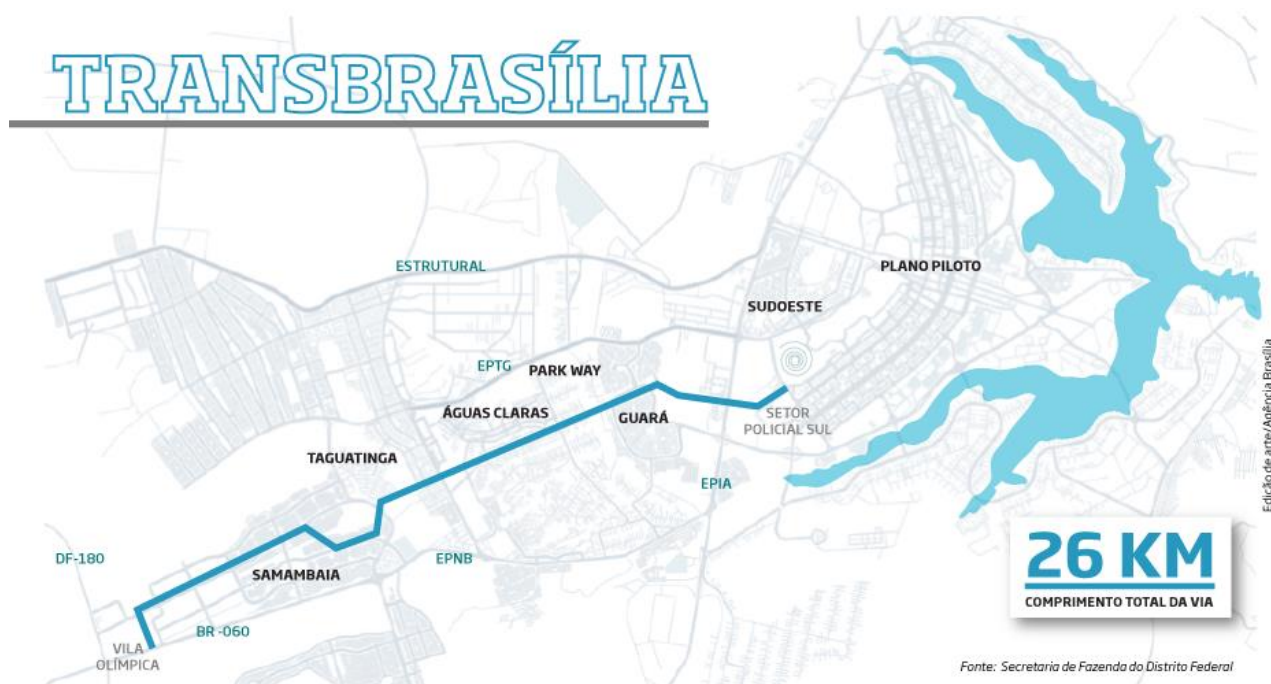 TRANSBRASÍLIA
ESTRUTURAL
PLANO PILOTO
SUDOESTE
EPTG
PARK WAY
ÁGUAS CLARAS
GUARÁ
SETOR
POLICIAL SUL
TAGUATINGA
EPIA
DF-180
EPNB
SAMAMBAIA
BR -060
VILA
OLÍMPICA
26 KM
COMPRIMENTO TOTAL DA VIA
Edição de arte/Agência Brasília
Fonte: Secretaria de Fazenda do Distrito Federal